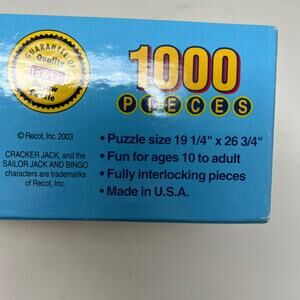 GUARANTEE OF
Quality
Puzzle
1000
PIECES
© Recot, Inc. 2003
CRACKER JACK, and the
SAILOR JACK AND BINGO
characters are trademarks
of Recot, Inc.
• Puzzle size 19 1/4" x 26 3/4"
• Fun for ages 10 to adult
• Fully interlocking pieces
• Made in U.S.A.